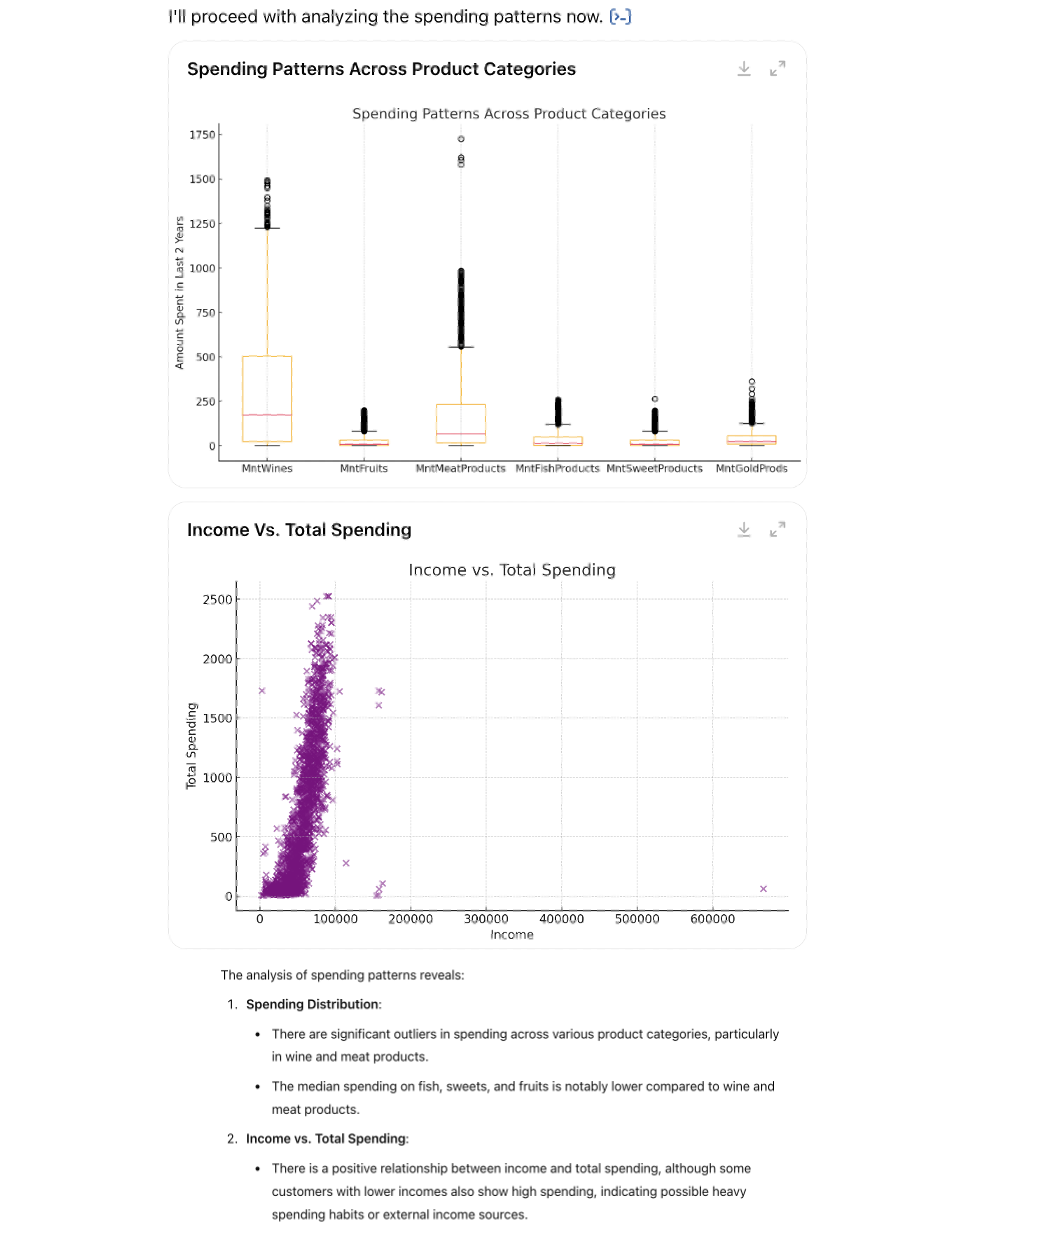 I'll proceed with analyzing the spending patterns now. [>-]
Spending Patterns Across Product Categories
Spending Patterns Across Product Categories
1750
1500
1250
1000
750
500
250
0
Amount Spent in Last 2 Years
MntWines MntFruits MntMeatProducts MntFishProducts MntSweetProducts MntGoldProds
Income Vs. Total Spending
Income vs. Total Spending
2500
2000
1500
1000
500
0
Total Spending
0 100000 200000 300000 400000 500000 600000
Income
The analysis of spending patterns reveals:
1. Spending Distribution:
• There are significant outliers in spending across various product categories, particularly
in wine and meat products.
• The median spending on fish, sweets, and fruits is notably lower compared to wine and
meat products.
2. Income vs. Total Spending:
• There is a positive relationship between income and total spending, although some
customers with lower incomes also show high spending, indicating possible heavy
spending habits or external income sources.